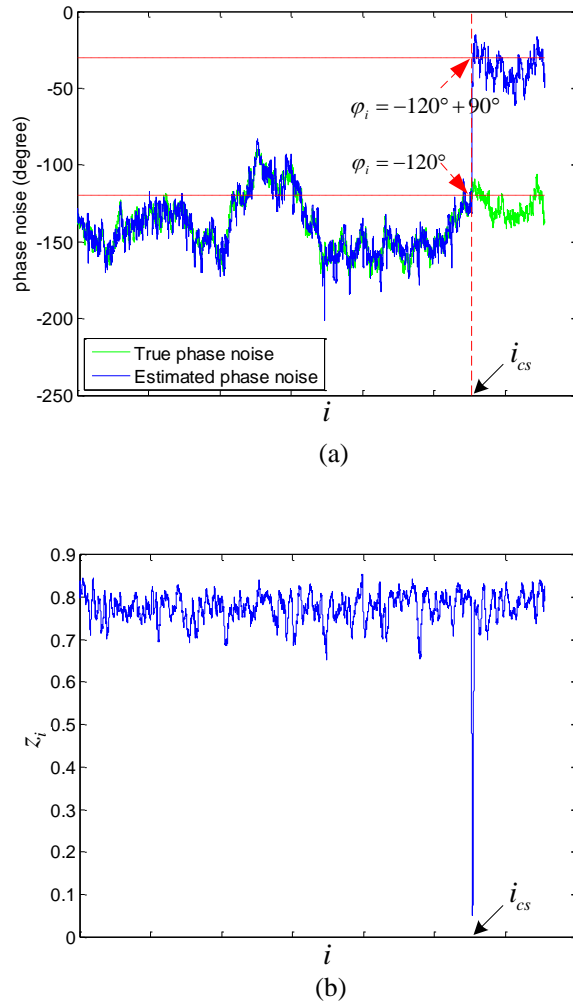 0
-50
-100
-150
-200
-250
phase noise (degree)
φᵢ = −120° + 90°
φᵢ = −120°
True phase noise
Estimated phase noise
i_cs
i
(a)
0.9
0.8
0.7
0.6
0.5
0.4
0.3
0.2
0.1
0
zᵢ
i_cs
i
(b)